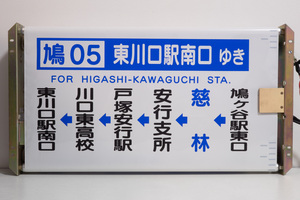 鳩05 東川口駅南口 ゆき
FOR HIGASHI-KAWAGUCHI STA.
鳩ヶ谷駅東口
慈林
安行支所
戸塚安行駅
川口東高校
東川口駅南口